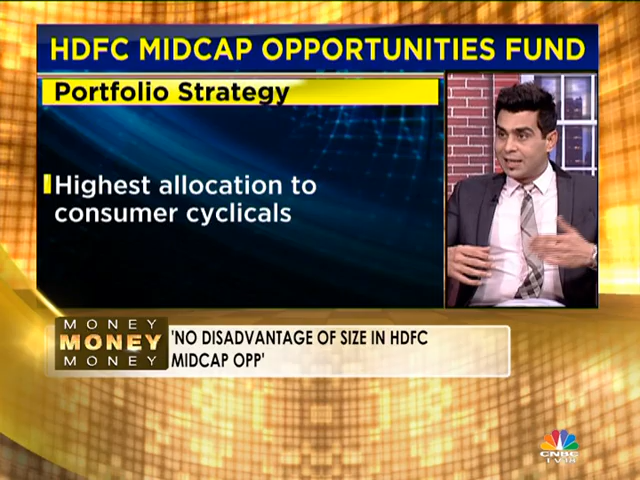 HDFC MIDCAP OPPORTUNITIES FUND
Portfolio Strategy
Highest allocation to
consumer cyclicals
MONEY
MONEY
MONEY
'NO DISADVANTAGE OF SIZE IN HDFC
MIDCAP OPP'
CNBC
TV18